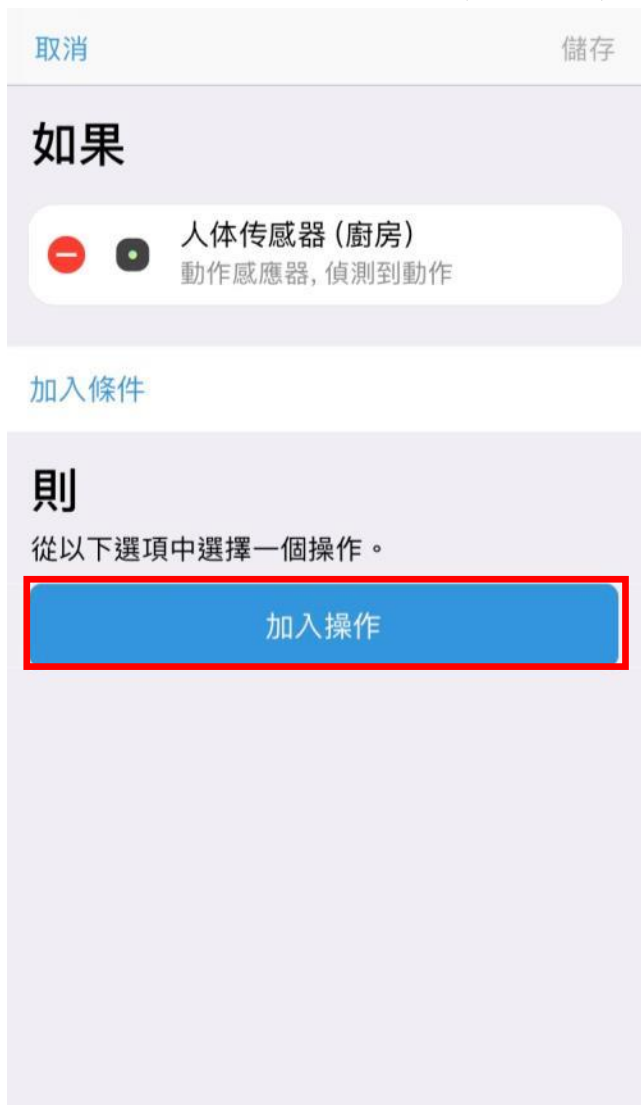 取消
儲存
如果
人体传感器 (廚房)
動作感應器, 偵測到動作
加入條件
則
從以下選項中選擇一個操作。
加入操作